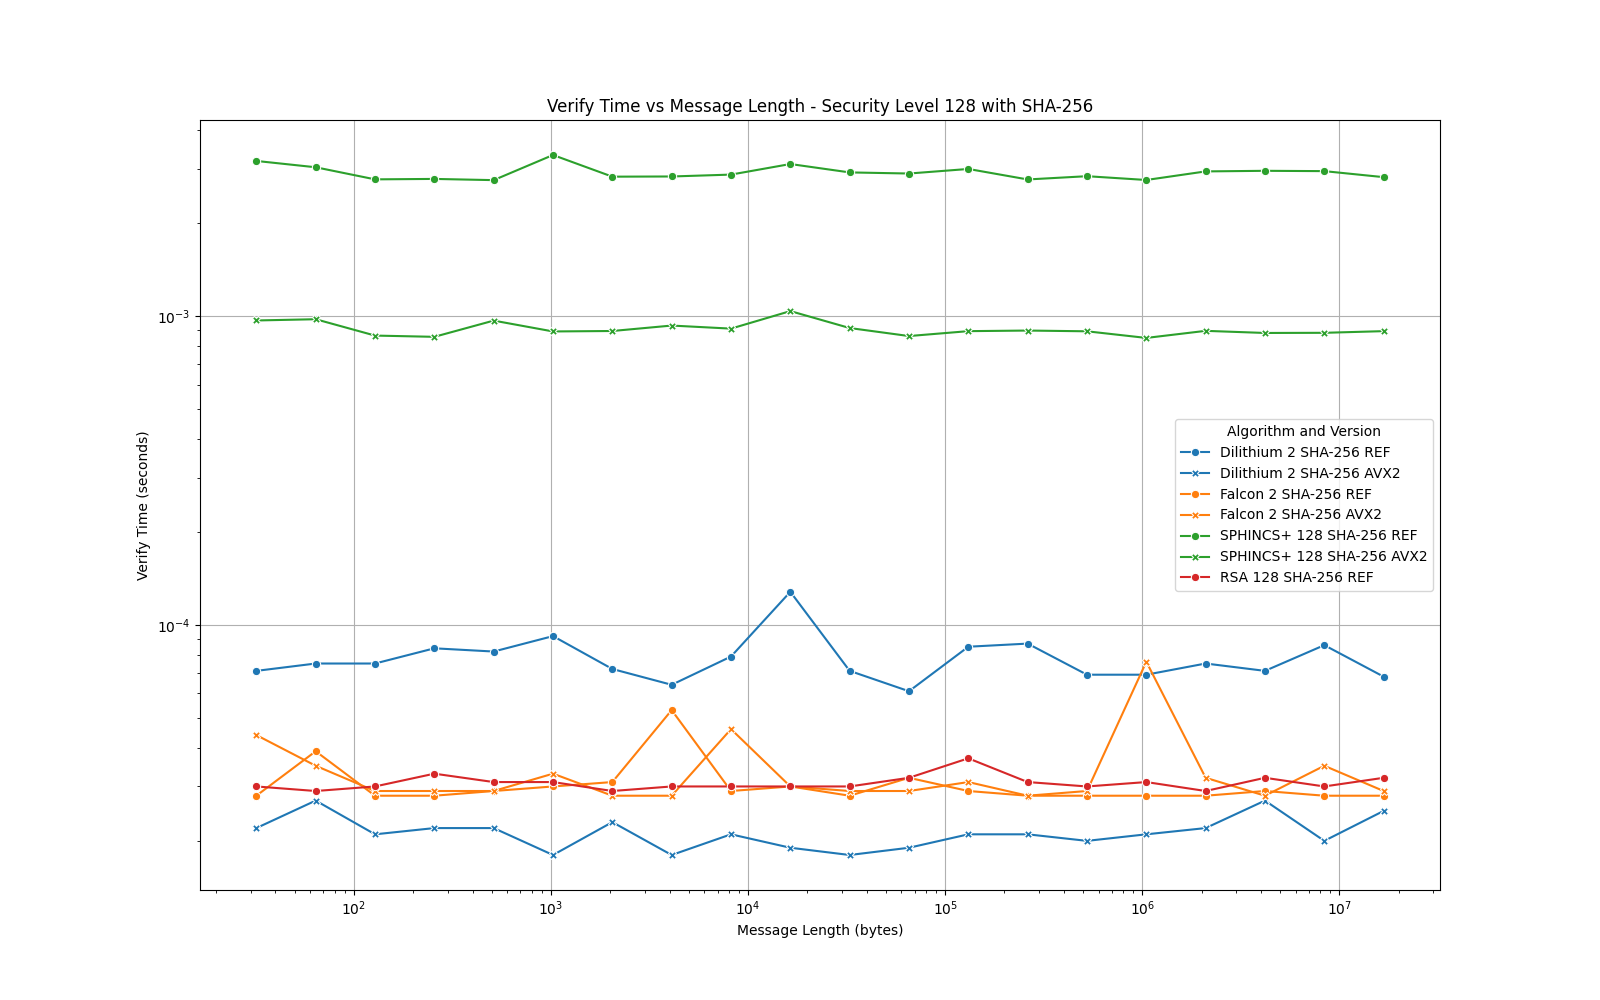 Verify Time vs Message Length - Security Level 128 with SHA-256
Verify Time (seconds)
10⁻³
10⁻⁴
Algorithm and Version
Dilithium 2 SHA-256 REF
Dilithium 2 SHA-256 AVX2
Falcon 2 SHA-256 REF
Falcon 2 SHA-256 AVX2
SPHINCS+ 128 SHA-256 REF
SPHINCS+ 128 SHA-256 AVX2
RSA 128 SHA-256 REF
10² 10³ 10⁴ 10⁵ 10⁶ 10⁷
Message Length (bytes)